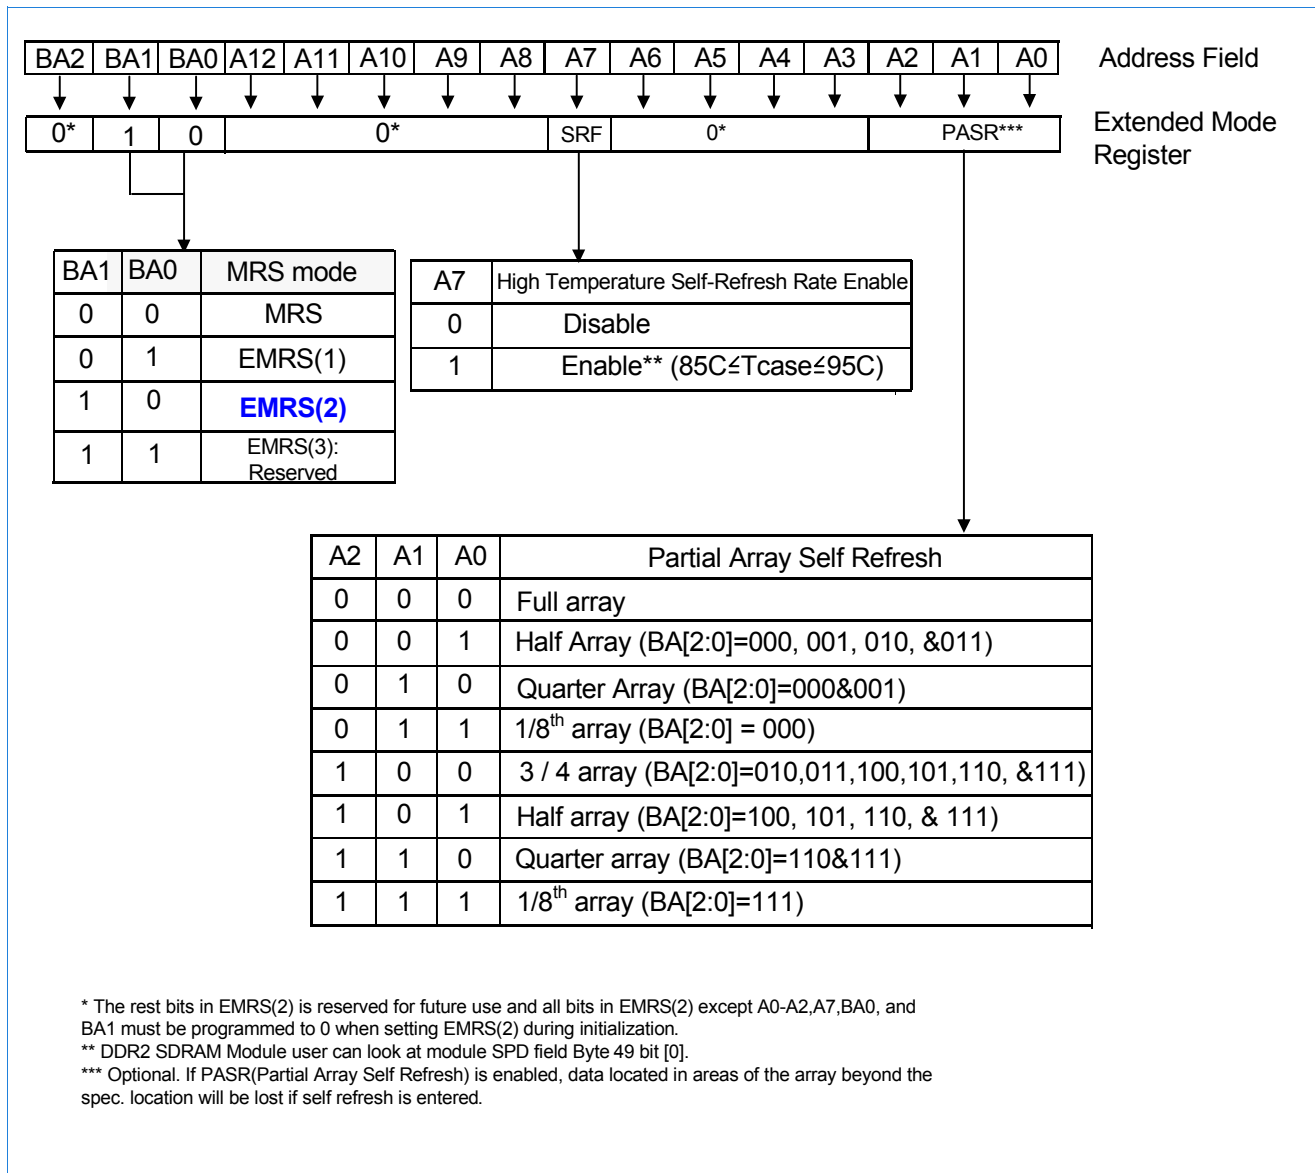 BA2 BA1 BA0 A12 A11 A10 A9 A8 A7 A6 A5 A4 A3 A2 A1 A0 Address Field
0* 1 0 0* SRF 0* PASR*** Extended Mode
Register
BA1 BA0 MRS mode
0 0 MRS
0 1 EMRS(1)
1 0 EMRS(2)
1 1 EMRS(3):
Reserved
A7 High Temperature Self-Refresh Rate Enable
0 Disable
1 Enable** (85C≦Tcase≦95C)
A2 A1 A0 Partial Array Self Refresh
0 0 0 Full array
0 0 1 Half Array (BA[2:0]=000, 001, 010, &011)
0 1 0 Quarter Array (BA[2:0]=000&001)
0 1 1 1/8th array (BA[2:0] = 000)
1 0 0 3 / 4 array (BA[2:0]=010,011,100,101,110, &111)
1 0 1 Half array (BA[2:0]=100, 101, 110, & 111)
1 1 0 Quarter array (BA[2:0]=110&111)
1 1 1 1/8th array (BA[2:0]=111)
* The rest bits in EMRS(2) is reserved for future use and all bits in EMRS(2) except A0-A2,A7,BA0, and
BA1 must be programmed to 0 when setting EMRS(2) during initialization.
** DDR2 SDRAM Module user can look at module SPD field Byte 49 bit [0].
*** Optional. If PASR(Partial Array Self Refresh) is enabled, data located in areas of the array beyond the
spec. location will be lost if self refresh is entered.